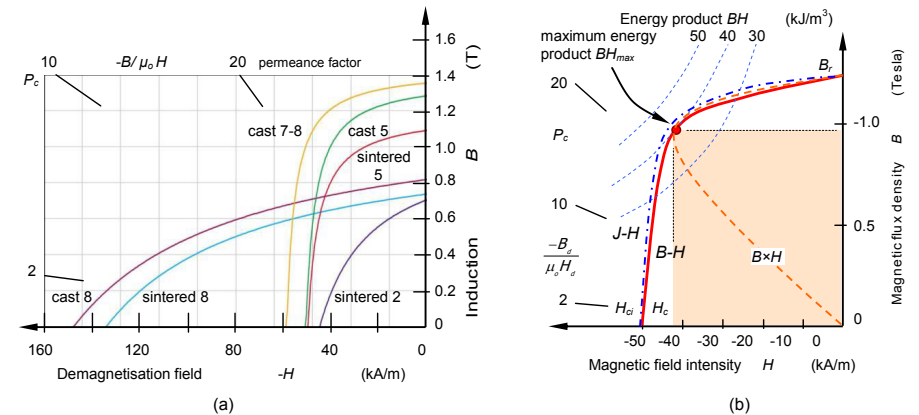 10 -B/μₒH 20 permeance factor
P_c
1.6
1.4
1.2
1.0
0.8
0.6
0.4
0.2
0
(T)
B
Induction
cast 7-8
cast 5
sintered
5
2
cast 8
sintered 8
sintered 2
160 120 80 40 0
Demagnetisation field -H (kA/m)
(a)
Energy product BH (kJ/m³)
50 40 30
maximum energy
product BH_max
B_r
20
P_c
10
-B_d
μₒH_d
2
J-H
B-H
B×H
H_ci
H_c
-1.0
0.5
0
Magnetic flux density B (Tesla)
-50 -40 -30 -20 -10 0
Magnetic field intensity H (kA/m)
(b)